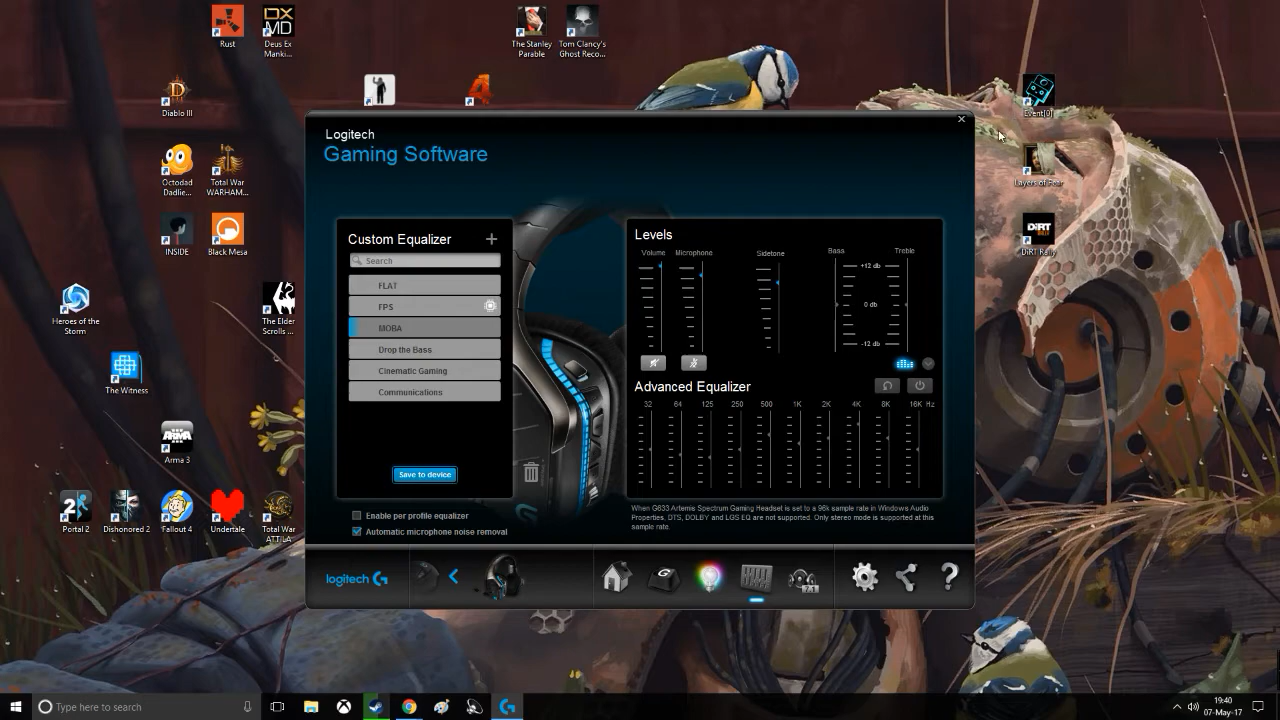 Rust
Deus Ex
Manki...
The Stanley
Parable
Tom Clancy's
Ghost Reco...
DX
MD
Diablo III
Event[0]
Octodad
Dadlie...
Total War
WARHAM...
Layers of Fear
INSIDE
Black Mesa
DiRT
DiRT Rally
Heroes of the
Storm
The Elder
Scrolls ...
The Witness
ARMA
Arma 3
Portal 2
Dishonored 2
Fallout 4
Undertale
Total War
ATTILA...
Logitech
Gaming Software
Custom Equalizer
Search
FLAT
FPS
MOBA
Drop the Bass
Cinematic Gaming
Communications
Save to device
Enable per profile equalizer
Automatic microphone noise removal
Levels
Volume Microphone Sidetone Bass Treble
+12 db
0 db
-12 db
Advanced Equalizer
32 64 125 250 500 1K 2K 4K 8K 16K Hz
When G633 Artemis Spectrum Gaming Headset is set to a 96k sample rate in Windows Audio
Properties, DTS, DOLBY and LGS EQ are not supported. Only stereo mode is supported at this
sample rate.
logitech G
G
7.1
?
Type here to search
19:40
07-May-17